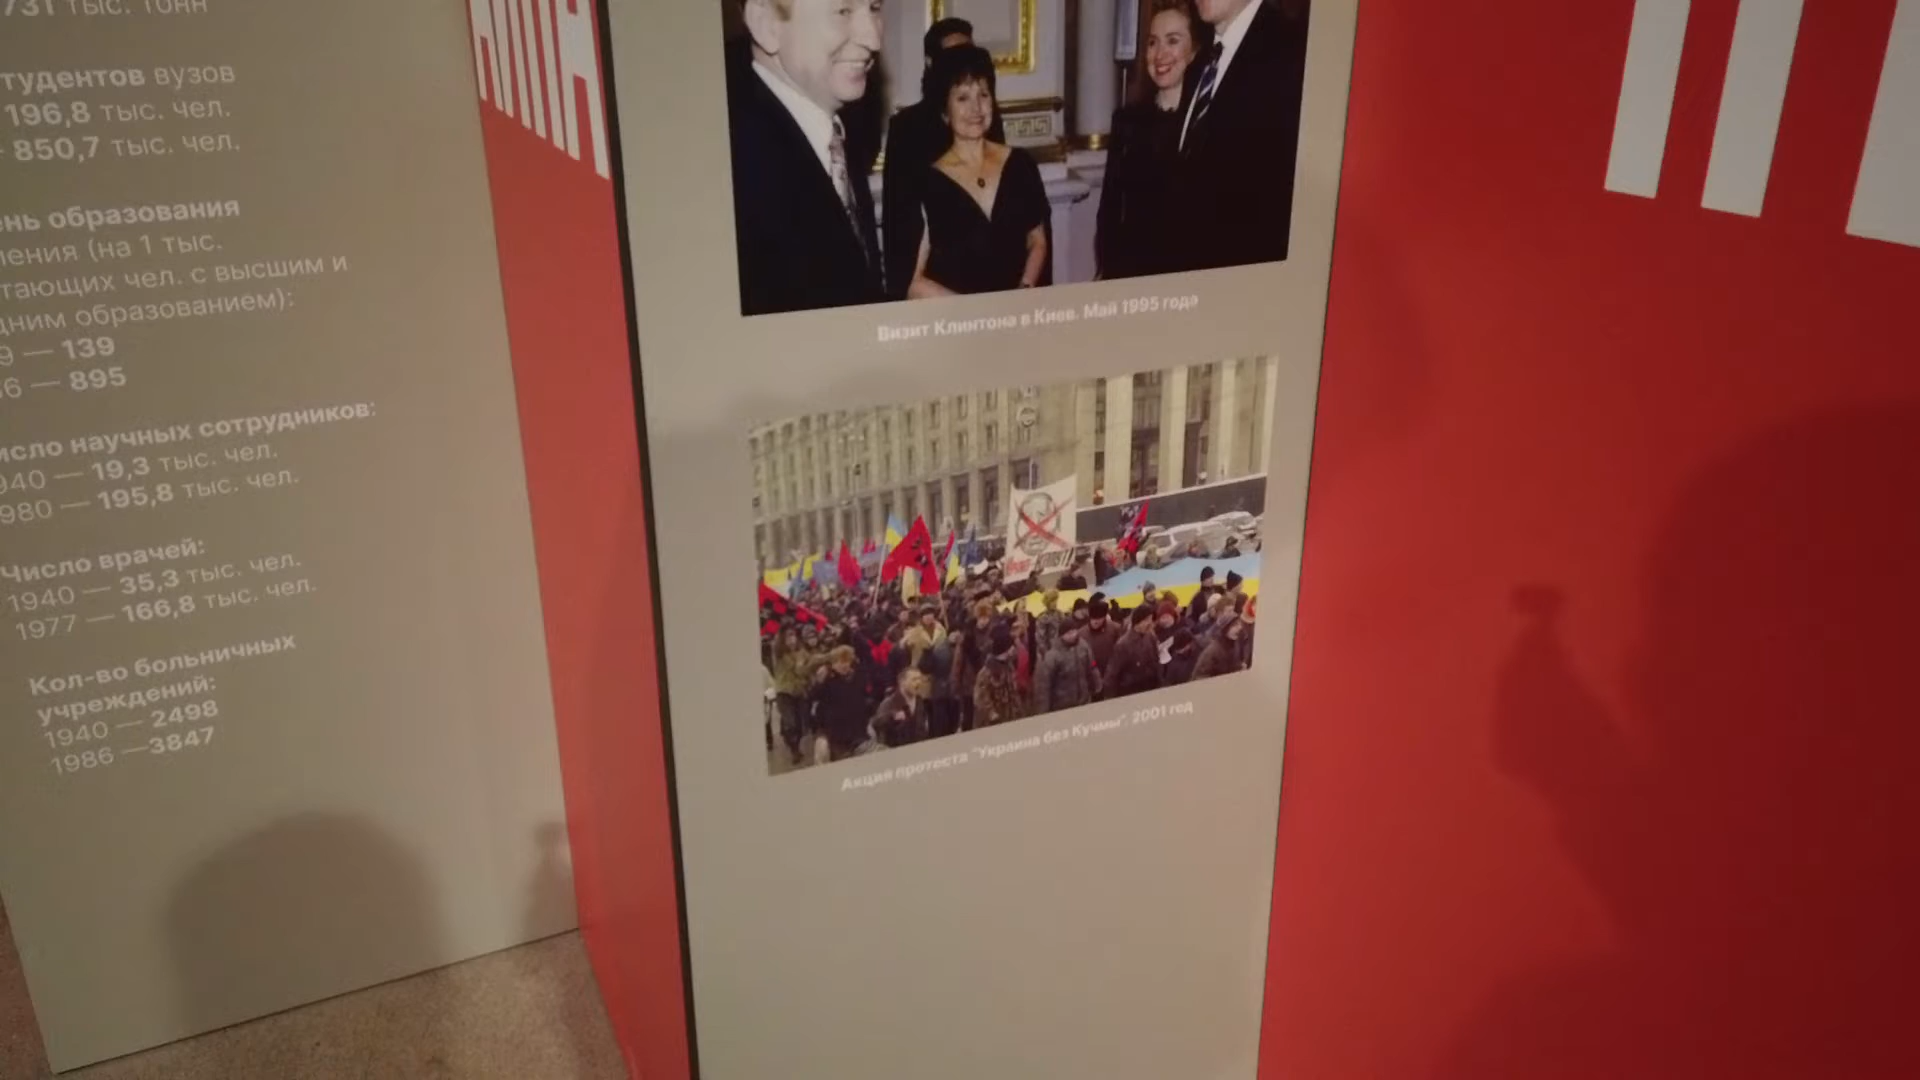 731 тыс. тонн
студентов вузов
196,8 тыс. чел.
- 850,7 тыс. чел.
ень образования
ления (на 1 тыс.
тающих чел. с высшим и
дним образованием):
9 — 139
6 — 895
исло научных сотрудников:
940 — 19,3 тыс. чел.
980 — 195,8 тыс. чел.
Число врачей:
1940 — 35,3 тыс. чел.
1977 — 166,8 тыс. чел.
Кол-во больничных
учреждений:
1940 — 2498
1986 —3847
Визит Клинтона в Киев. Май 1995 года
Акция протеста "Украина без Кучмы". 2001 год